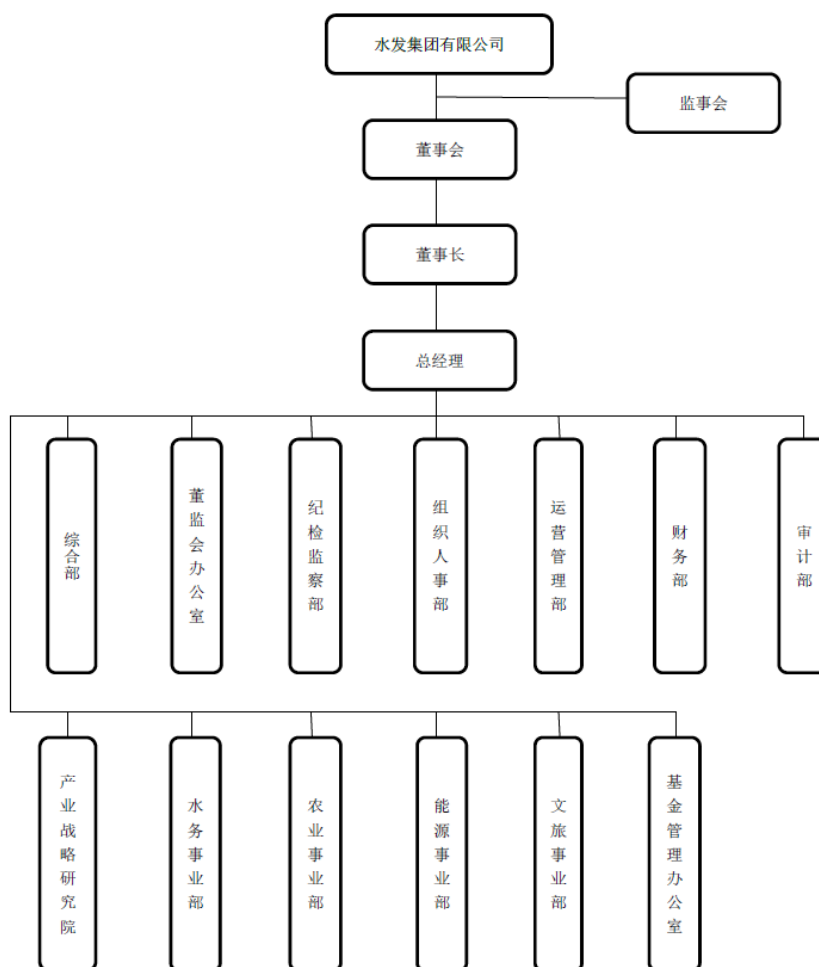 水发集团有限公司
监事会
董事会
董事长
总经理
综合部
董监会办公室
纪检监察部
组织人事部
运营管理部
财务部
审计部
产业战略研究院
水务事业部
农业事业部
能源事业部
文旅事业部
基金管理办公室